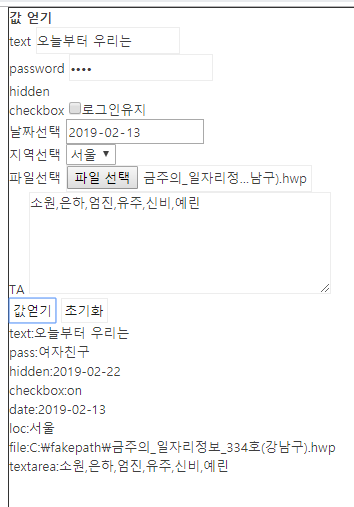 값 얻기
text 오늘부터 우리는
password ••••
hidden
checkbox 로그인유지
날짜선택 2019-02-13
지역선택 서울
파일선택 파일 선택 금주의_일자리정...남구).hwp
소원,은하,엄진,유주,신비,예린
TA
값얻기 초기화
text:오늘부터 우리는
pass:여자친구
hidden:2019-02-22
checkbox:on
date:2019-02-13
loc:서울
file:C:₩fakepath₩금주의_일자리정보_334호(강남구).hwp
textarea:소원,은하,엄진,유주,신비,예린